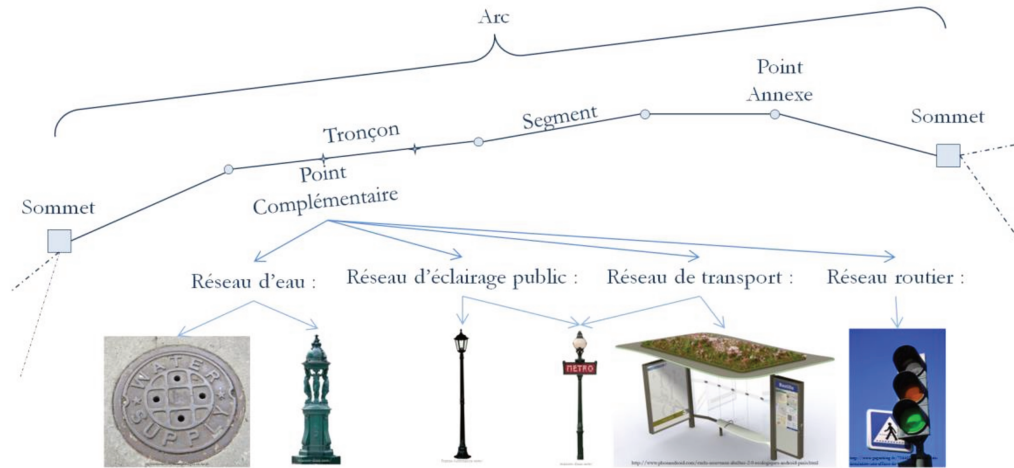 Arc
Point
Annexe
Segment
Sommet
Tronçon
Point
Complémentaire
Sommet
Réseau d'eau :
Réseau d'éclairage public :
Réseau de transport :
Réseau routier :
WATER
SUPPLY
METRO